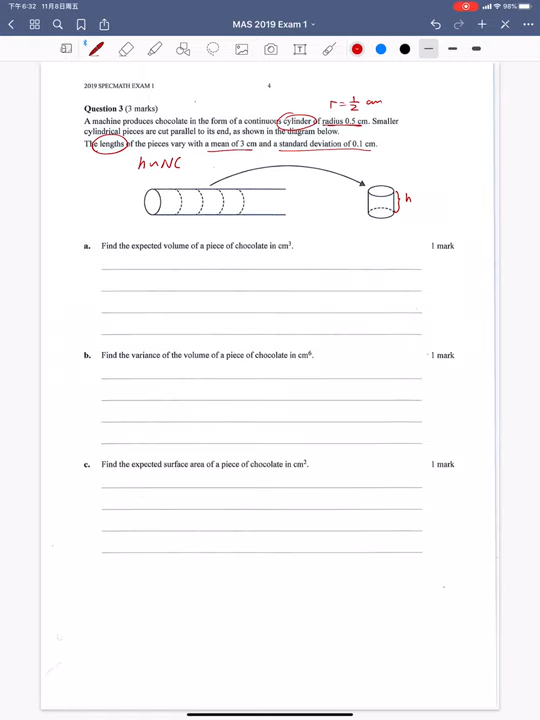 下午6:32 11月8日周五
98%
MAS 2019 Exam 1
2019 SPECMATH EXAM 1
4
r = 1/2 cm
Question 3 (3 marks)
A machine produces chocolate in the form of a continuous cylinder of radius 0.5 cm. Smaller
cylindrical pieces are cut parallel to its end, as shown in the diagram below.
The lengths of the pieces vary with a mean of 3 cm and a standard deviation of 0.1 cm.
h ~ N(
h
a. Find the expected volume of a piece of chocolate in cm³. 1 mark
b. Find the variance of the volume of a piece of chocolate in cm⁶. 1 mark
c. Find the expected surface area of a piece of chocolate in cm². 1 mark